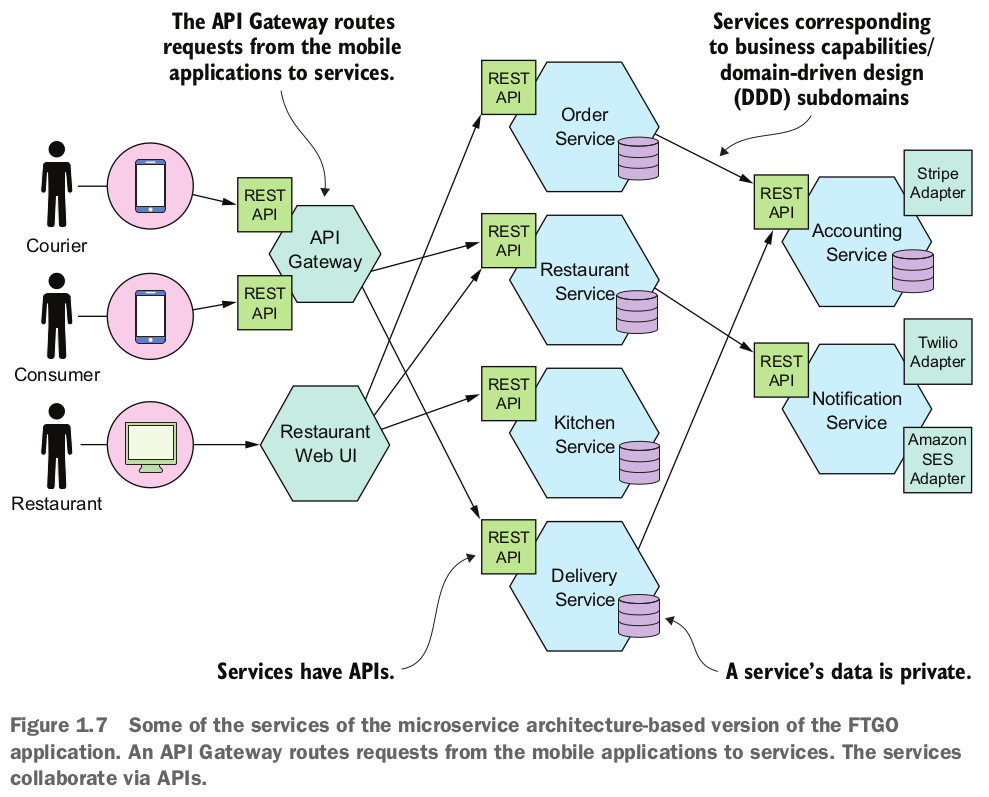 The API Gateway routes
requests from the mobile
applications to services.
Services corresponding
to business capabilities/
domain-driven design
(DDD) subdomains
Courier
Consumer
Restaurant
REST
API
REST
API
API
Gateway
Restaurant
Web UI
REST
API
Order
Service
REST
API
Restaurant
Service
REST
API
Kitchen
Service
REST
API
Delivery
Service
REST
API
Accounting
Service
Stripe
Adapter
REST
API
Notification
Service
Twilio
Adapter
Amazon
SES
Adapter
Services have APIs.
A service's data is private.
Figure 1.7 Some of the services of the microservice architecture-based version of the FTGO
application. An API Gateway routes requests from the mobile applications to services. The services
collaborate via APIs.